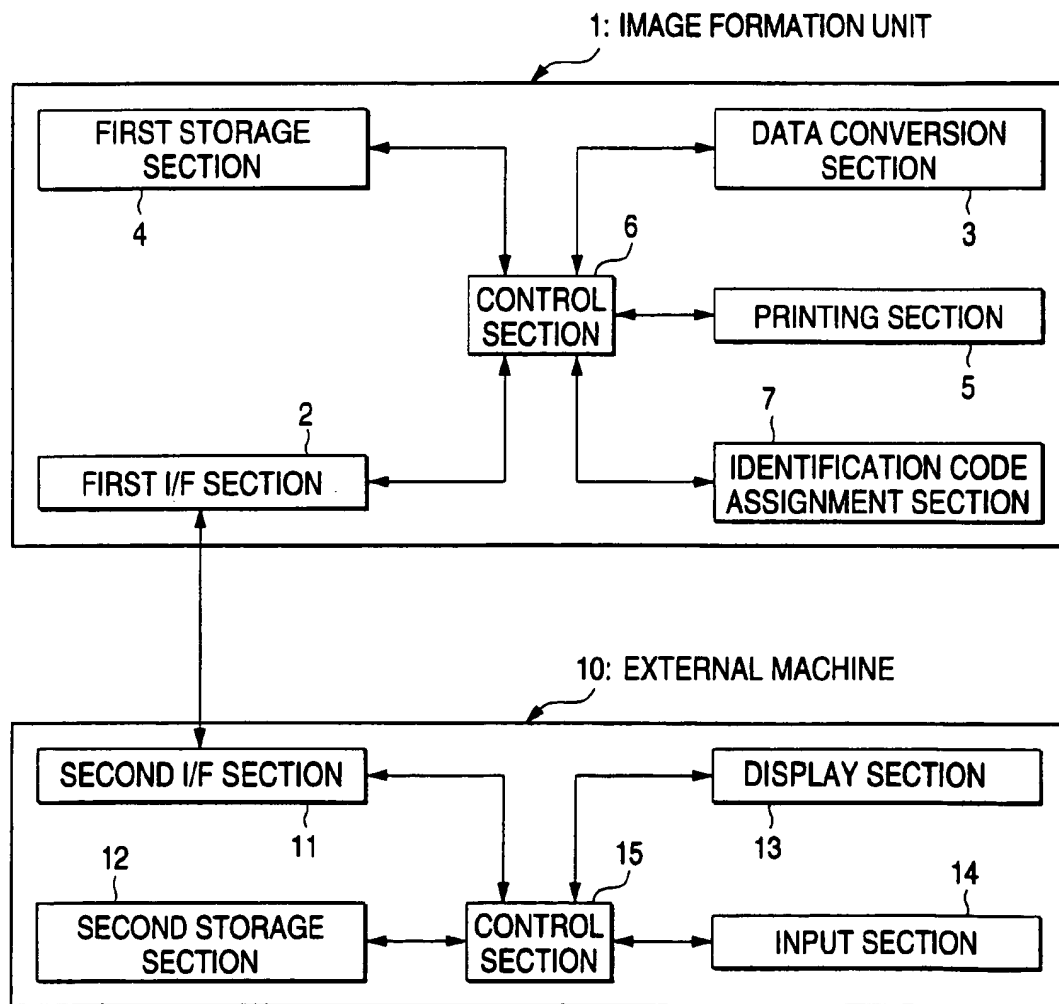 1: IMAGE FORMATION UNIT
FIRST STORAGE
SECTION
4
DATA CONVERSION
SECTION
3
6
CONTROL
SECTION
PRINTING SECTION
5
2
FIRST I/F SECTION
7
IDENTIFICATION CODE
ASSIGNMENT SECTION
10: EXTERNAL MACHINE
SECOND I/F SECTION
11
DISPLAY SECTION
13
12
SECOND STORAGE
SECTION
15
CONTROL
SECTION
14
INPUT SECTION